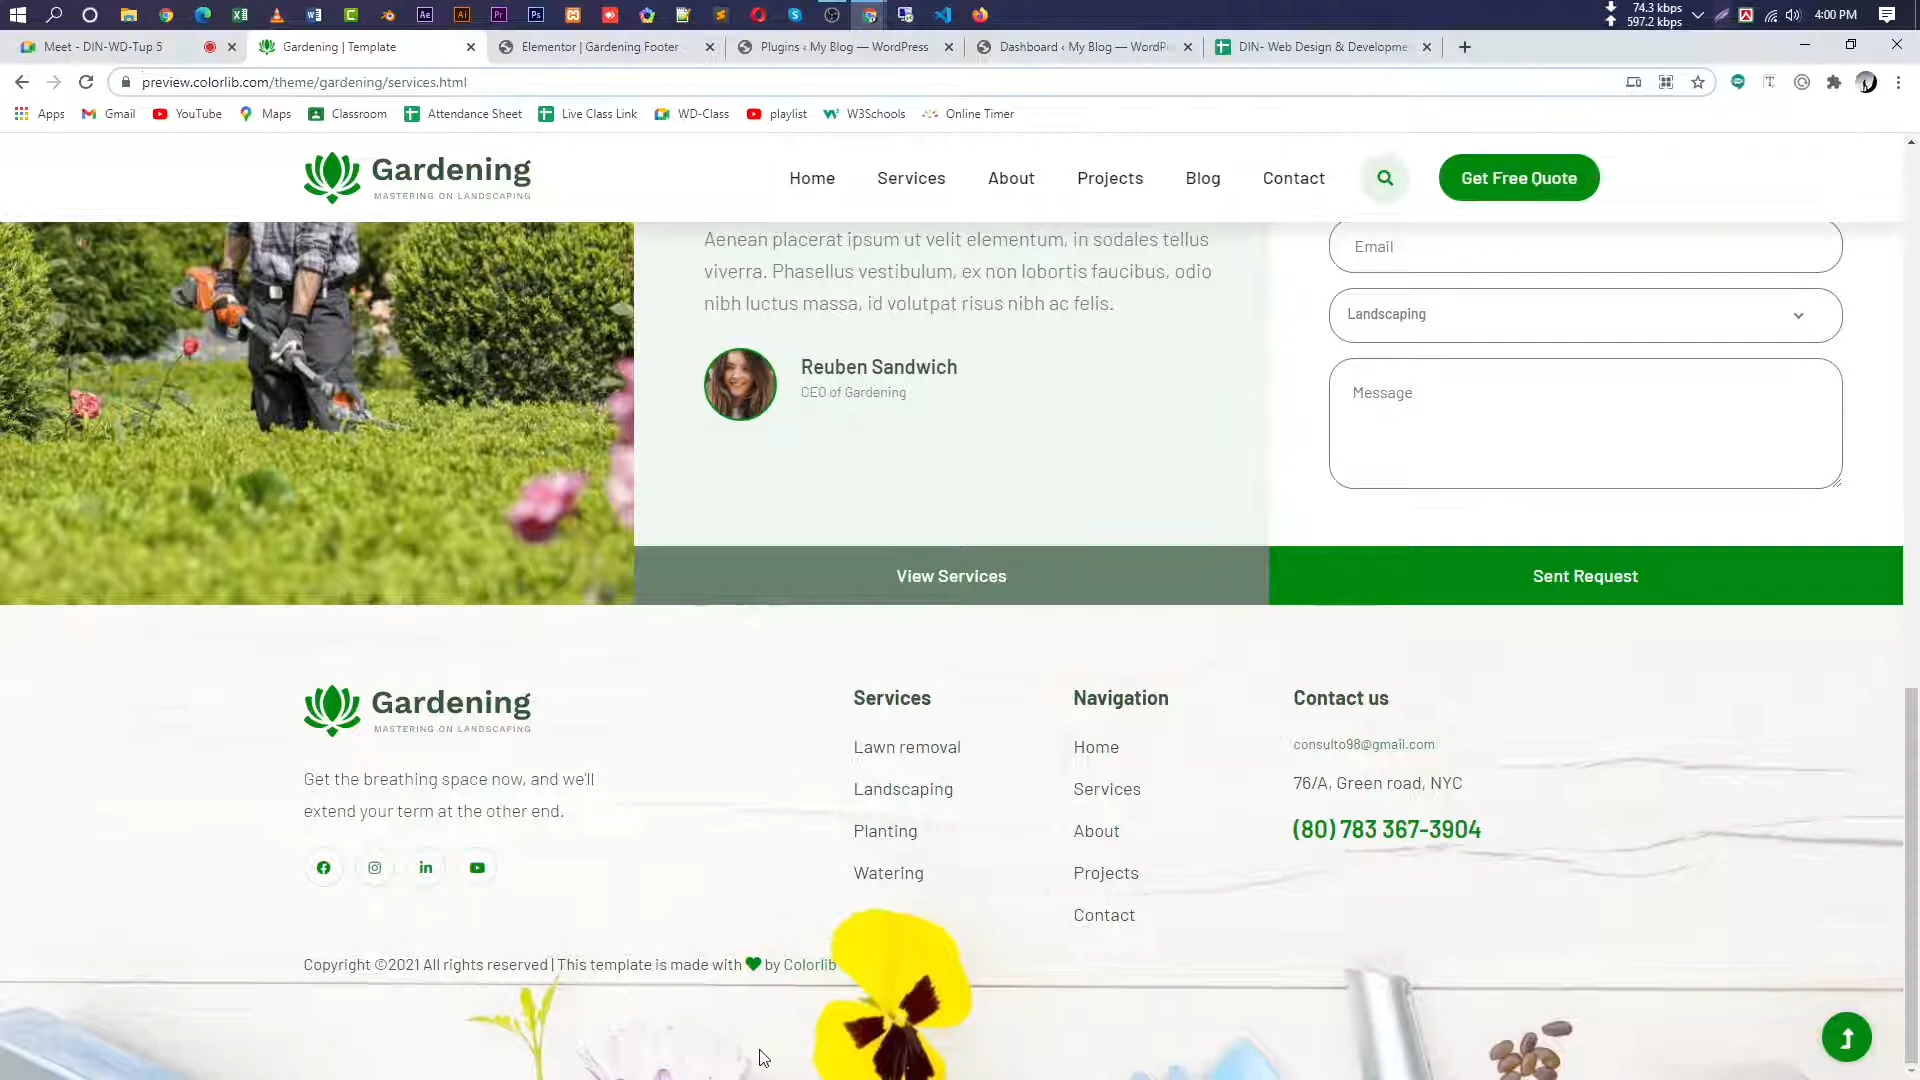 74.3 kbps
597.2 kbps
4:00 PM
Meet - DIN-WD-Tup 5
Gardening | Template
Elementor | Gardening Footer
Plugins ‹ My Blog — WordPress
Dashboard ‹ My Blog — WordPr
DIN- Web Design & Developme
preview.colorlib.com/theme/gardening/services.html
Apps
Gmail
YouTube
Maps
Classroom
Attendance Sheet
Live Class Link
WD-Class
playlist
W3Schools
Online Timer
Gardening
MASTERING ON LANDSCAPING
Home
Services
About
Projects
Blog
Contact
Get Free Quote
Aenean placerat ipsum ut velit elementum, in sodales tellus
viverra. Phasellus vestibulum, ex non lobortis faucibus, odio
nibh luctus massa, id volutpat risus nibh ac felis.
Reuben Sandwich
CEO of Gardening
Email
Landscaping
Message
View Services
Sent Request
Gardening
MASTERING ON LANDSCAPING
Get the breathing space now, and we'll
extend your term at the other end.
Services
Lawn removal
Landscaping
Planting
Watering
Navigation
Home
Services
About
Projects
Contact
Contact us
consulto98@gmail.com
76/A, Green road, NYC
(80) 783 367-3904
Copyright ©2021 All rights reserved | This template is made with ♥ by Colorlib